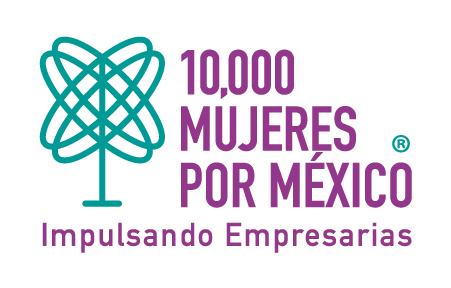 10,000
MUJERES
POR MÉXICO ®
Impulsando Empresarias